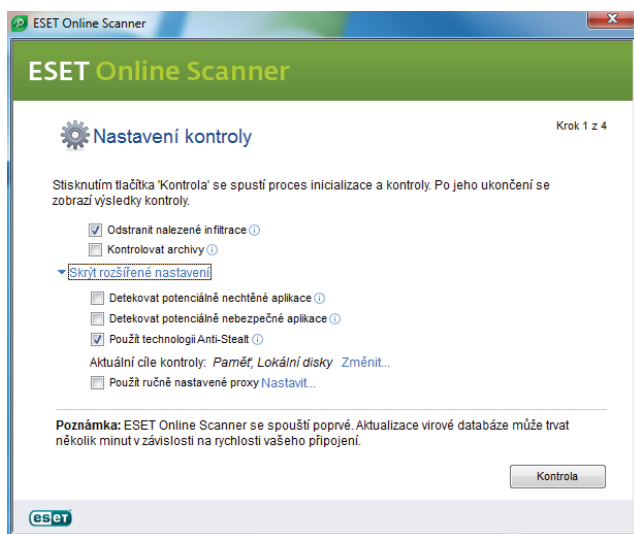 ESET Online Scanner
ESET Online Scanner
Nastavení kontroly
Krok 1 z 4
Stisknutím tlačítka 'Kontrola' se spustí proces inicializace a kontroly. Po jeho ukončení se
zobrazí výsledky kontroly.
Odstranit nalezené infiltrace
Kontrolovat archivy
Skrýt rozšířené nastavení
Detekovat potenciálně nechtěné aplikace
Detekovat potenciálně nebezpečné aplikace
Použít technologii Anti-Stealt
Aktuální cíle kontroly: Paměť, Lokální disky Změnit...
Použít ručně nastavené proxy Nastavit...
Poznámka: ESET Online Scanner se spouští poprvé. Aktualizace virové databáze může trvat
několik minut v závislosti na rychlosti vašeho připojení.
Kontrola
eset